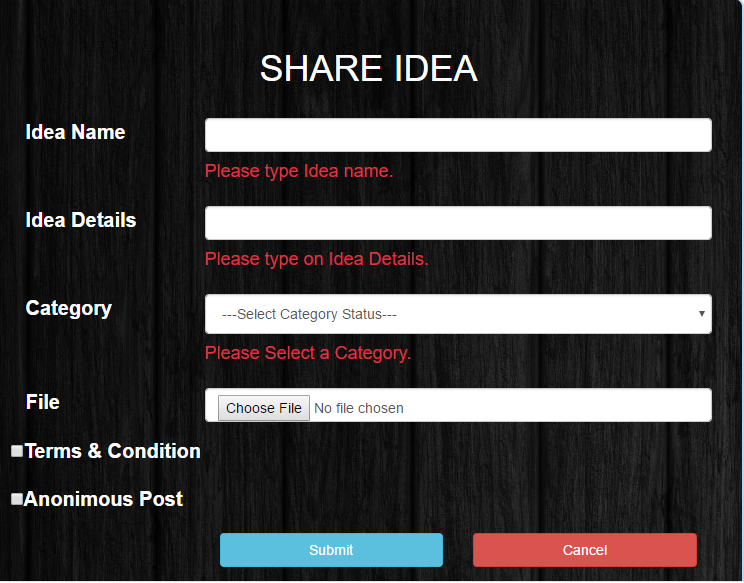 SHARE IDEA
Idea Name
Please type Idea name.
Idea Details
Please type on Idea Details.
Category
---Select Category Status---
Please Select a Category.
File
Choose File No file chosen
Terms & Condition
Anonimous Post
Submit
Cancel